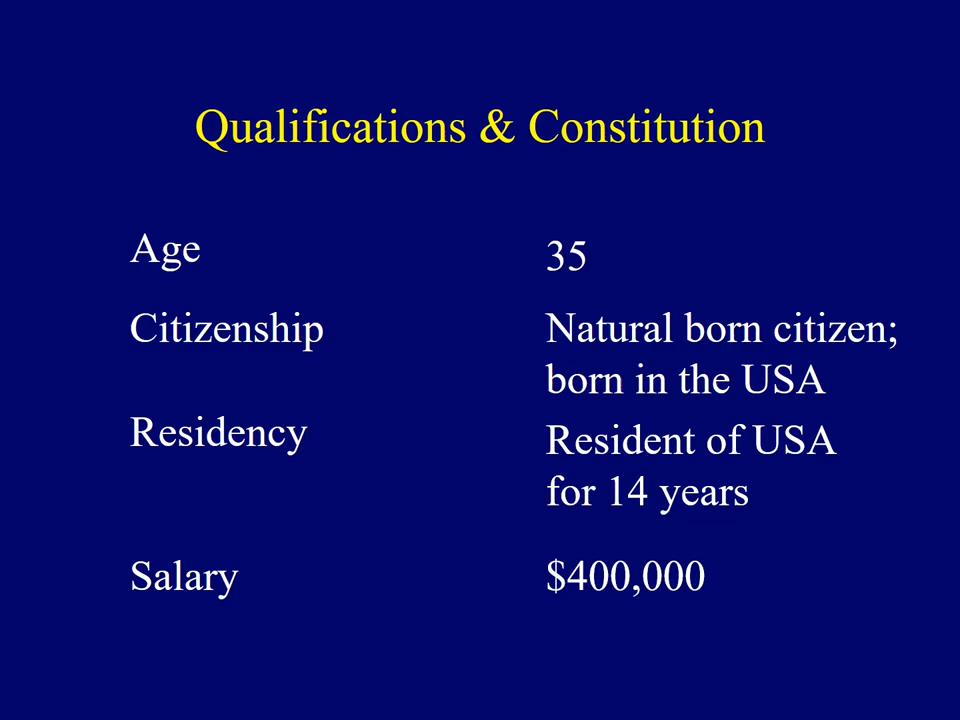 Qualifications & Constitution
Age
35
Citizenship
Natural born citizen;
born in the USA
Residency
Resident of USA
for 14 years
Salary
$400,000